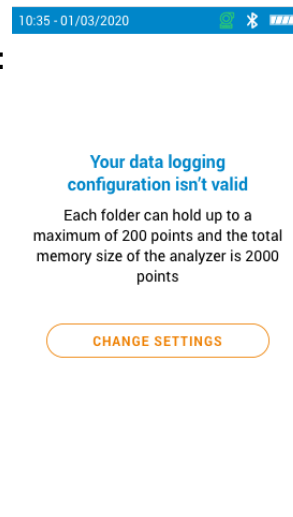 10:35 - 01/03/2020
:
Your data logging
configuration isn't valid
Each folder can hold up to a
maximum of 200 points and the total
memory size of the analyzer is 2000
points
CHANGE SETTINGS